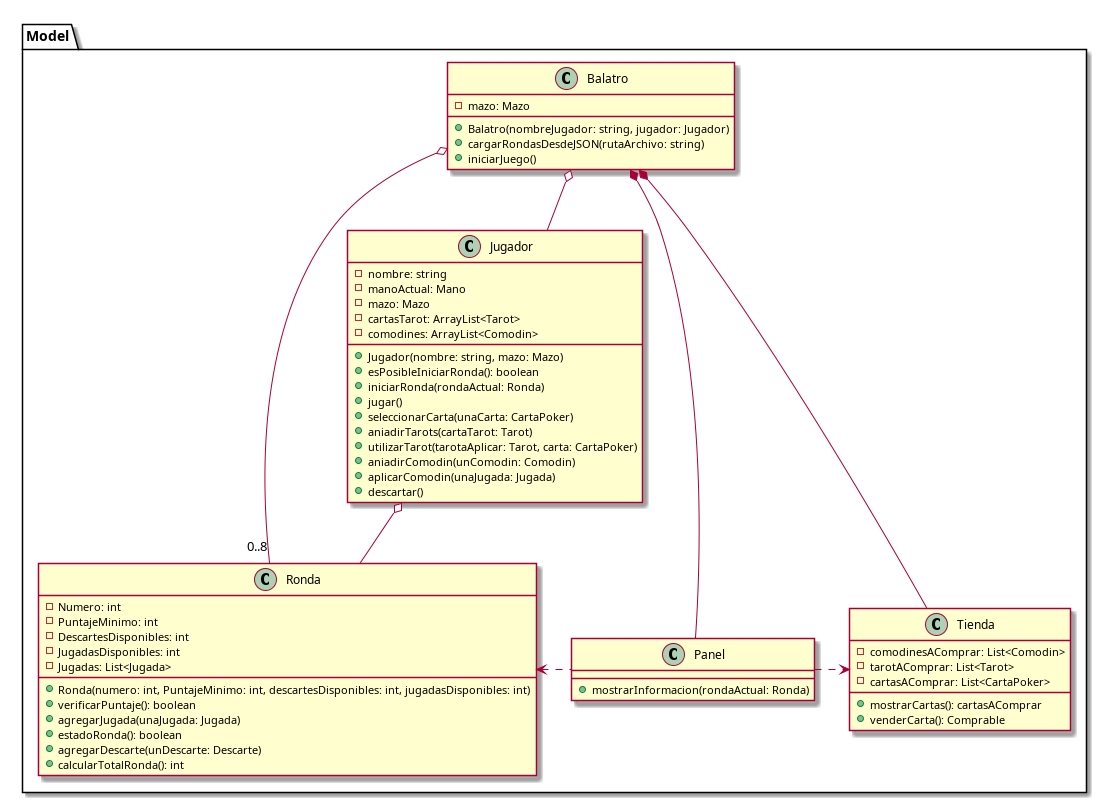 Model
C Balatro
mazo: Mazo
Balatro(nombreJugador: string, jugador: Jugador)
cargarRondasDesdeJSON(rutaArchivo: string)
iniciarJuego()
C Jugador
nombre: string
manoActual: Mano
mazo: Mazo
cartasTarot: ArrayList<Tarot>
comodines: ArrayList<Comodin>
Jugador(nombre: string, mazo: Mazo)
esPosibleIniciarRonda(): boolean
iniciarRonda(rondaActual: Ronda)
jugar()
seleccionarCarta(unaCarta: CartaPoker)
aniadirTarots(cartaTarot: Tarot)
utilizarTarot(tarotaAplicar: Tarot, carta: CartaPoker)
aniadirComodin(unComodin: Comodin)
aplicarComodin(unaJugada: Jugada)
descartar()
0..8
C Ronda
Numero: int
PuntajeMinimo: int
DescartesDisponibles: int
JugadasDisponibles: int
Jugadas: List<Jugada>
Ronda(numero: int, PuntajeMinimo: int, descartesDisponibles: int, jugadasDisponibles: int)
verificarPuntaje(): boolean
agregarJugada(unaJugada: Jugada)
estadoRonda(): boolean
agregarDescarte(unDescarte: Descarte)
calcularTotalRonda(): int
C Panel
mostrarInformacion(rondaActual: Ronda)
C Tienda
comodinesAComprar: List<Comodin>
tarotAComprar: List<Tarot>
cartasAComprar: List<CartaPoker>
mostrarCartas(): cartasAComprar
venderCarta(): Comprable